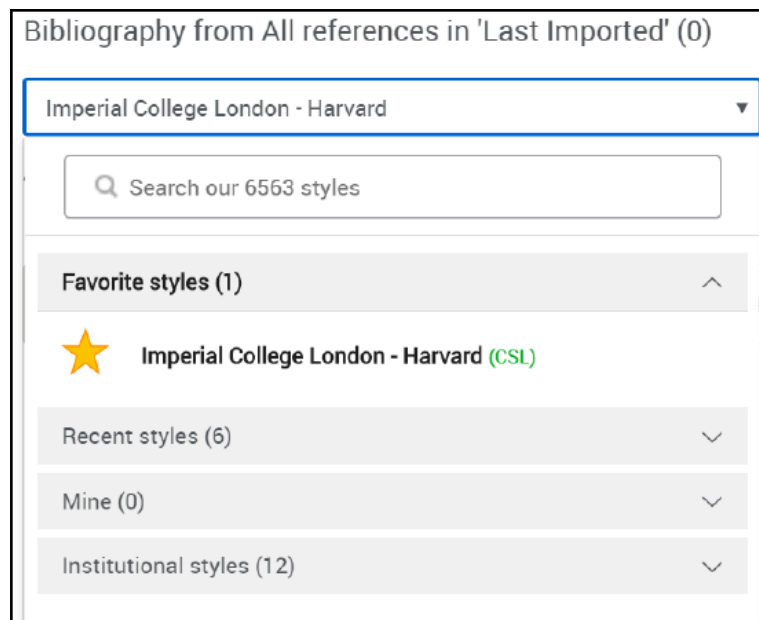 Bibliography from All references in 'Last Imported' (0)
Imperial College London - Harvard
Search our 6563 styles
Favorite styles (1)
Imperial College London - Harvard (CSL)
Recent styles (6)
Mine (0)
Institutional styles (12)